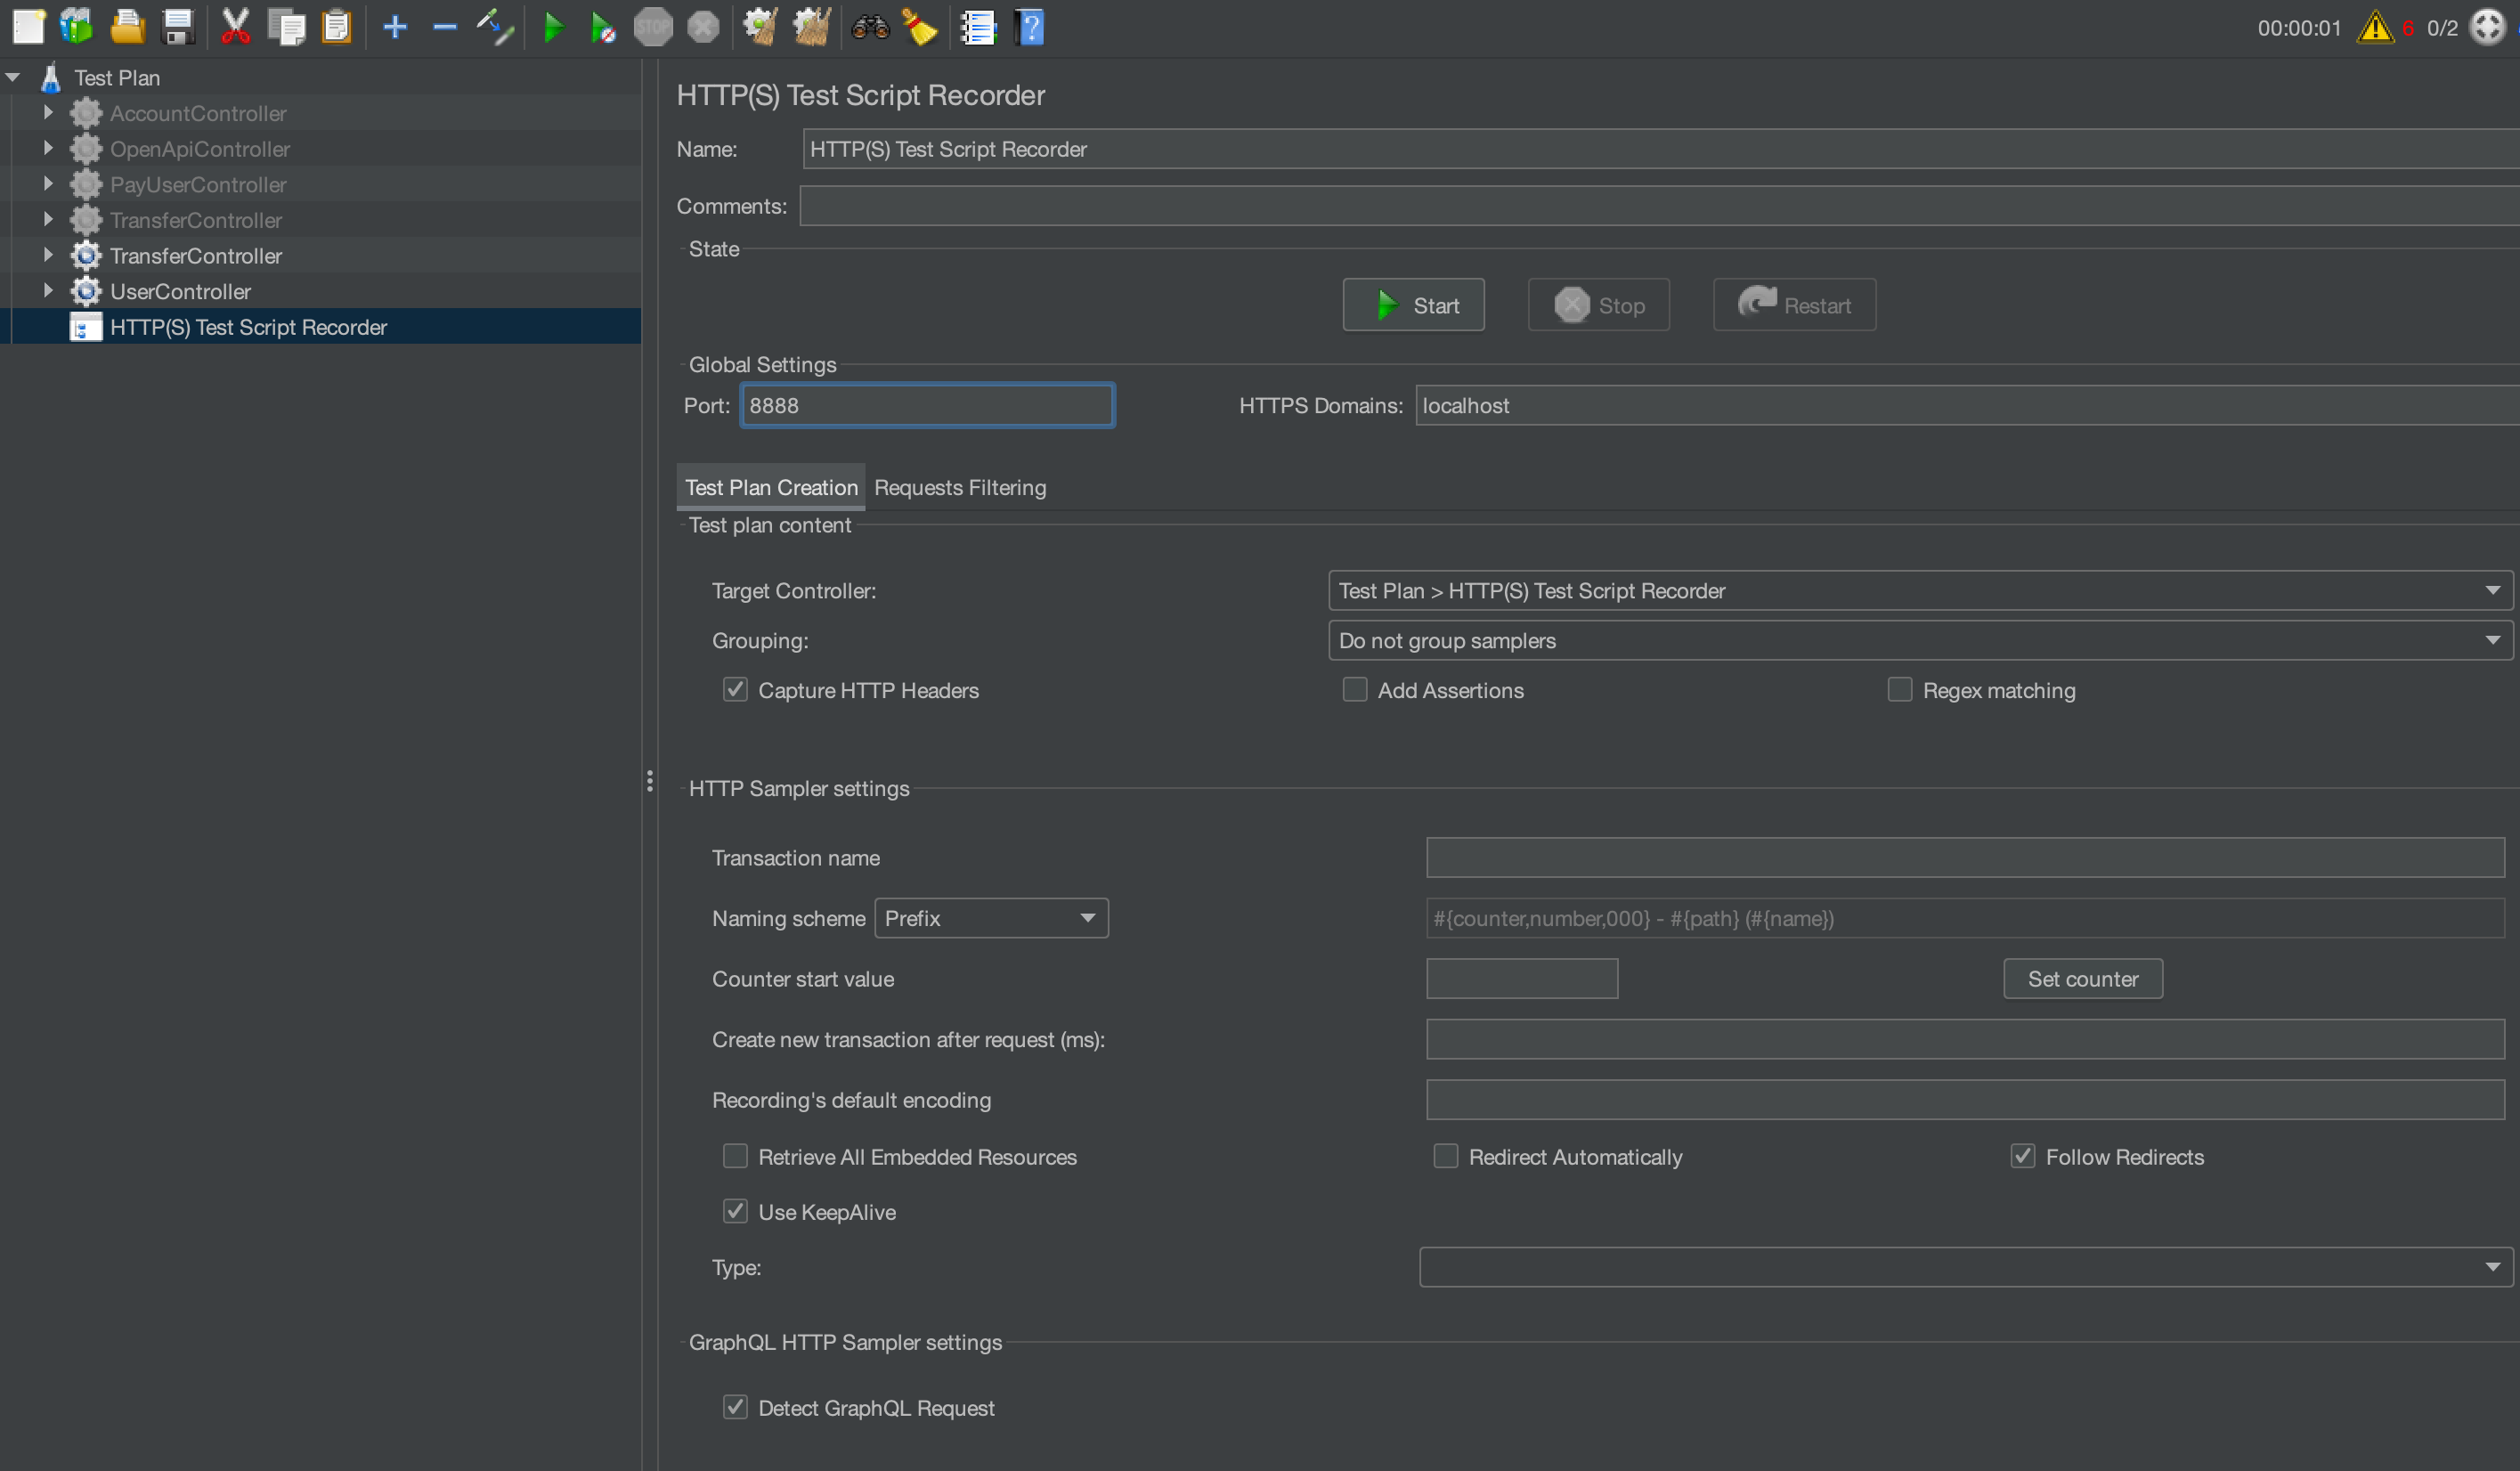 STOP
00:00:01
6
0/2
Test Plan
AccountController
OpenApiController
PayUserController
TransferController
TransferController
UserController
HTTP(S) Test Script Recorder
HTTP(S) Test Script Recorder
Name: HTTP(S) Test Script Recorder
Comments:
State
Start Stop Restart
Global Settings
Port: 8888 HTTPS Domains: localhost
Test Plan Creation Requests Filtering
Test plan content
Target Controller: Test Plan > HTTP(S) Test Script Recorder
Grouping: Do not group samplers
Capture HTTP Headers Add Assertions Regex matching
HTTP Sampler settings
Transaction name
Naming scheme Prefix #{counter,number,000} - #{path} (#{name})
Counter start value Set counter
Create new transaction after request (ms):
Recording's default encoding
Retrieve All Embedded Resources Redirect Automatically Follow Redirects
Use KeepAlive
Type:
GraphQL HTTP Sampler settings
Detect GraphQL Request